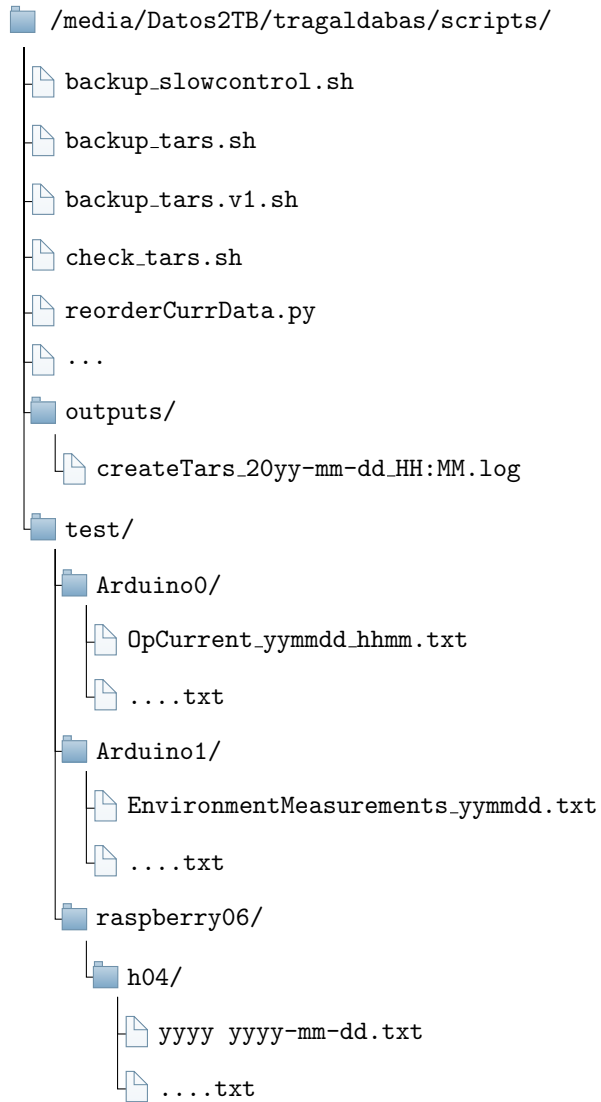 /media/Datos2TB/tragaldabas/scripts/
backup_slowcontrol.sh
backup_tars.sh
backup_tars.v1.sh
check_tars.sh
reorderCurrData.py
...
outputs/
createTars_20yy-mm-dd_HH:MM.log
test/
Arduino0/
OpCurrent_yymmdd_hhmm.txt
....txt
Arduino1/
EnvironmentMeasurements_yymmdd.txt
....txt
raspberry06/
h04/
yyyy yyyy-mm-dd.txt
....txt